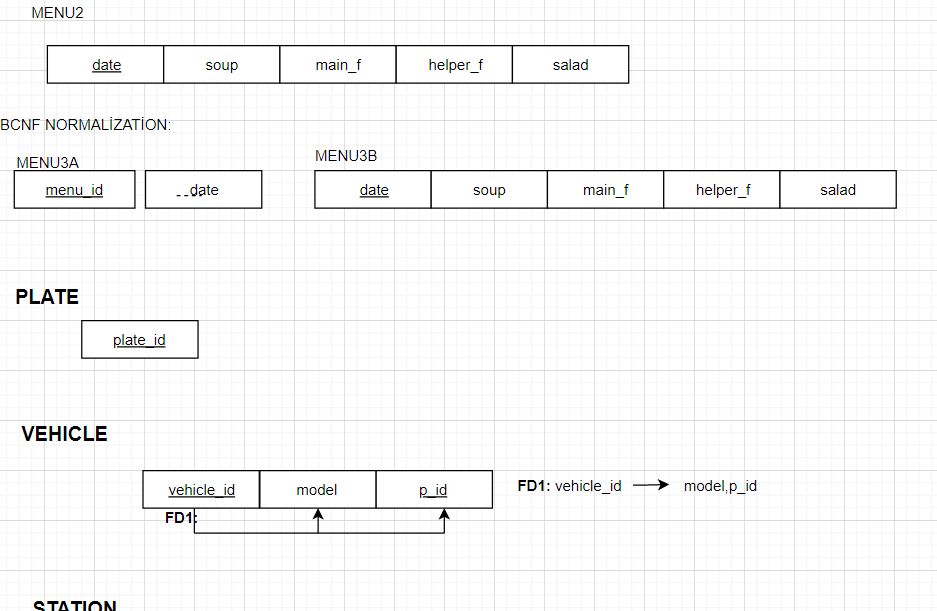 MENU2
date soup main_f helper_f salad
BCNF NORMALİZATİON:
MENU3A
menu_id date
MENU3B
date soup main_f helper_f salad
PLATE
plate_id
VEHICLE
vehicle_id model p_id
FD1:
FD1: vehicle_id model,p_id
STATION